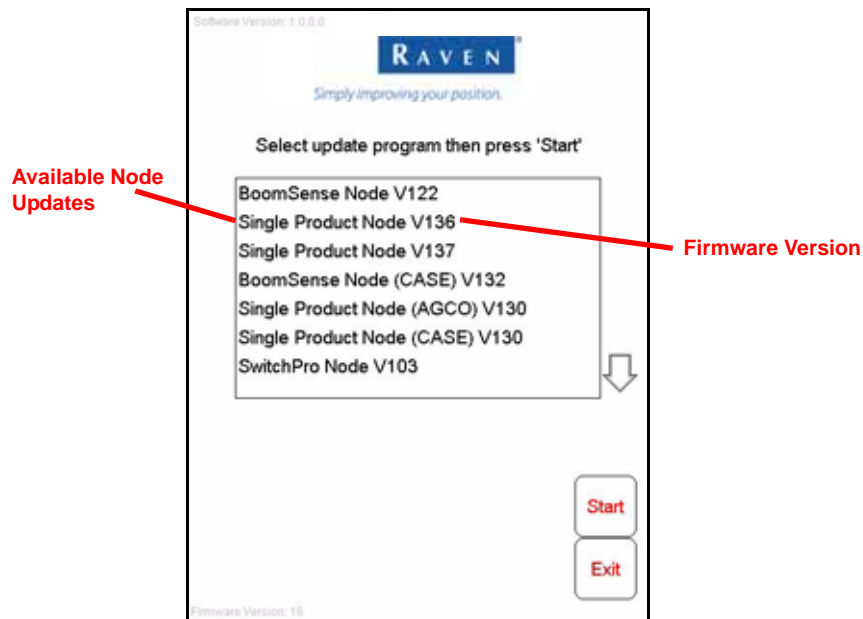 Software Version: 1.0.0.0
RAVEN
Simply improving your position.
Select update program then press 'Start'
Available Node
Updates
BoomSense Node V122
Single Product Node V136
Firmware Version
Single Product Node V137
BoomSense Node (CASE) V132
Single Product Node (AGCO) V130
Single Product Node (CASE) V130
SwitchPro Node V103
Start
Exit
Firmware Version: 16